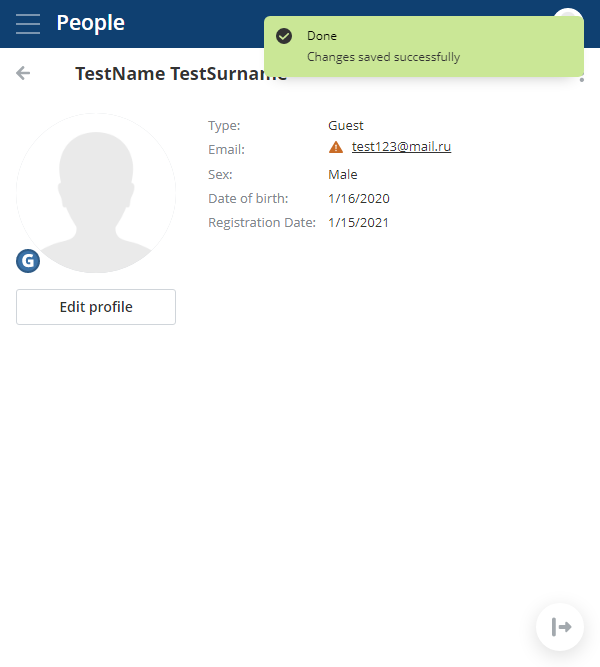 People
Done
Changes saved successfully
TestName TestSurname
Type: Guest
Email: test123@mail.ru
Sex: Male
Date of birth: 1/16/2020
Registration Date: 1/15/2021
G
Edit profile